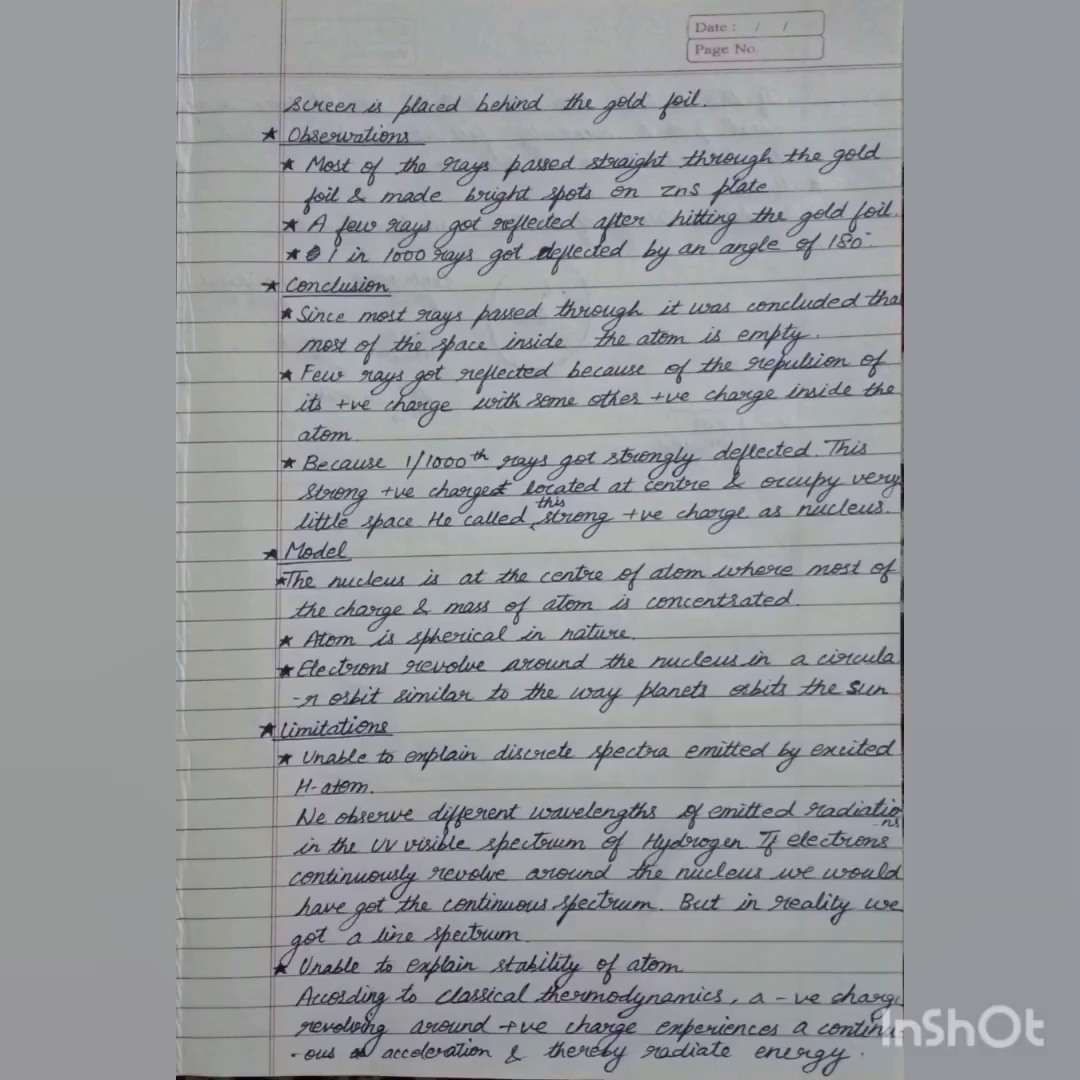 Date : / /
Page No.
screen is placed behind the gold foil.
★ Observations
★ Most of the rays passed straight through the gold
foil & made bright spots on zns plate
★ A few rays got reflected after hitting the gold foil.
★ 1 in 1000 rays got deflected by an angle of 180°
★ Conclusion
★ Since most rays passed through it was concluded tha
most of the space inside the atom is empty.
★ Few rays got reflected because of the repulsion of
its +ve charge with some other +ve charge inside the
atom.
★ Because 1/1000th rays got strongly deflected. This
strong +ve charge located at centre & occupy very
little space He called this strong +ve charge as nucleus.
★ Model
★ The nucleus is at the centre of atom where most of
the charge & mass of atom is concentrated.
★ Atom is spherical in nature.
★ Electrons revolve around the nucleus in a circula
-r orbit similar to the way planets orbits the sun
★ Limitations
★ Unable to explain discrete spectra emitted by excited
H-atom.
We observe different wavelengths of emitted radiatio
ns
in the UV visible spectrum of Hydrogen If electrons
continuously revolve around the nucleus we would
have got the continuous spectrum. But in reality we
got a line spectrum.
★ Unable to explain stability of atom
According to classical thermodynamics, a -ve charge
revolving around +ve charge experiences a contin
-ous acceleration & thereby radiate energy.
InShOt